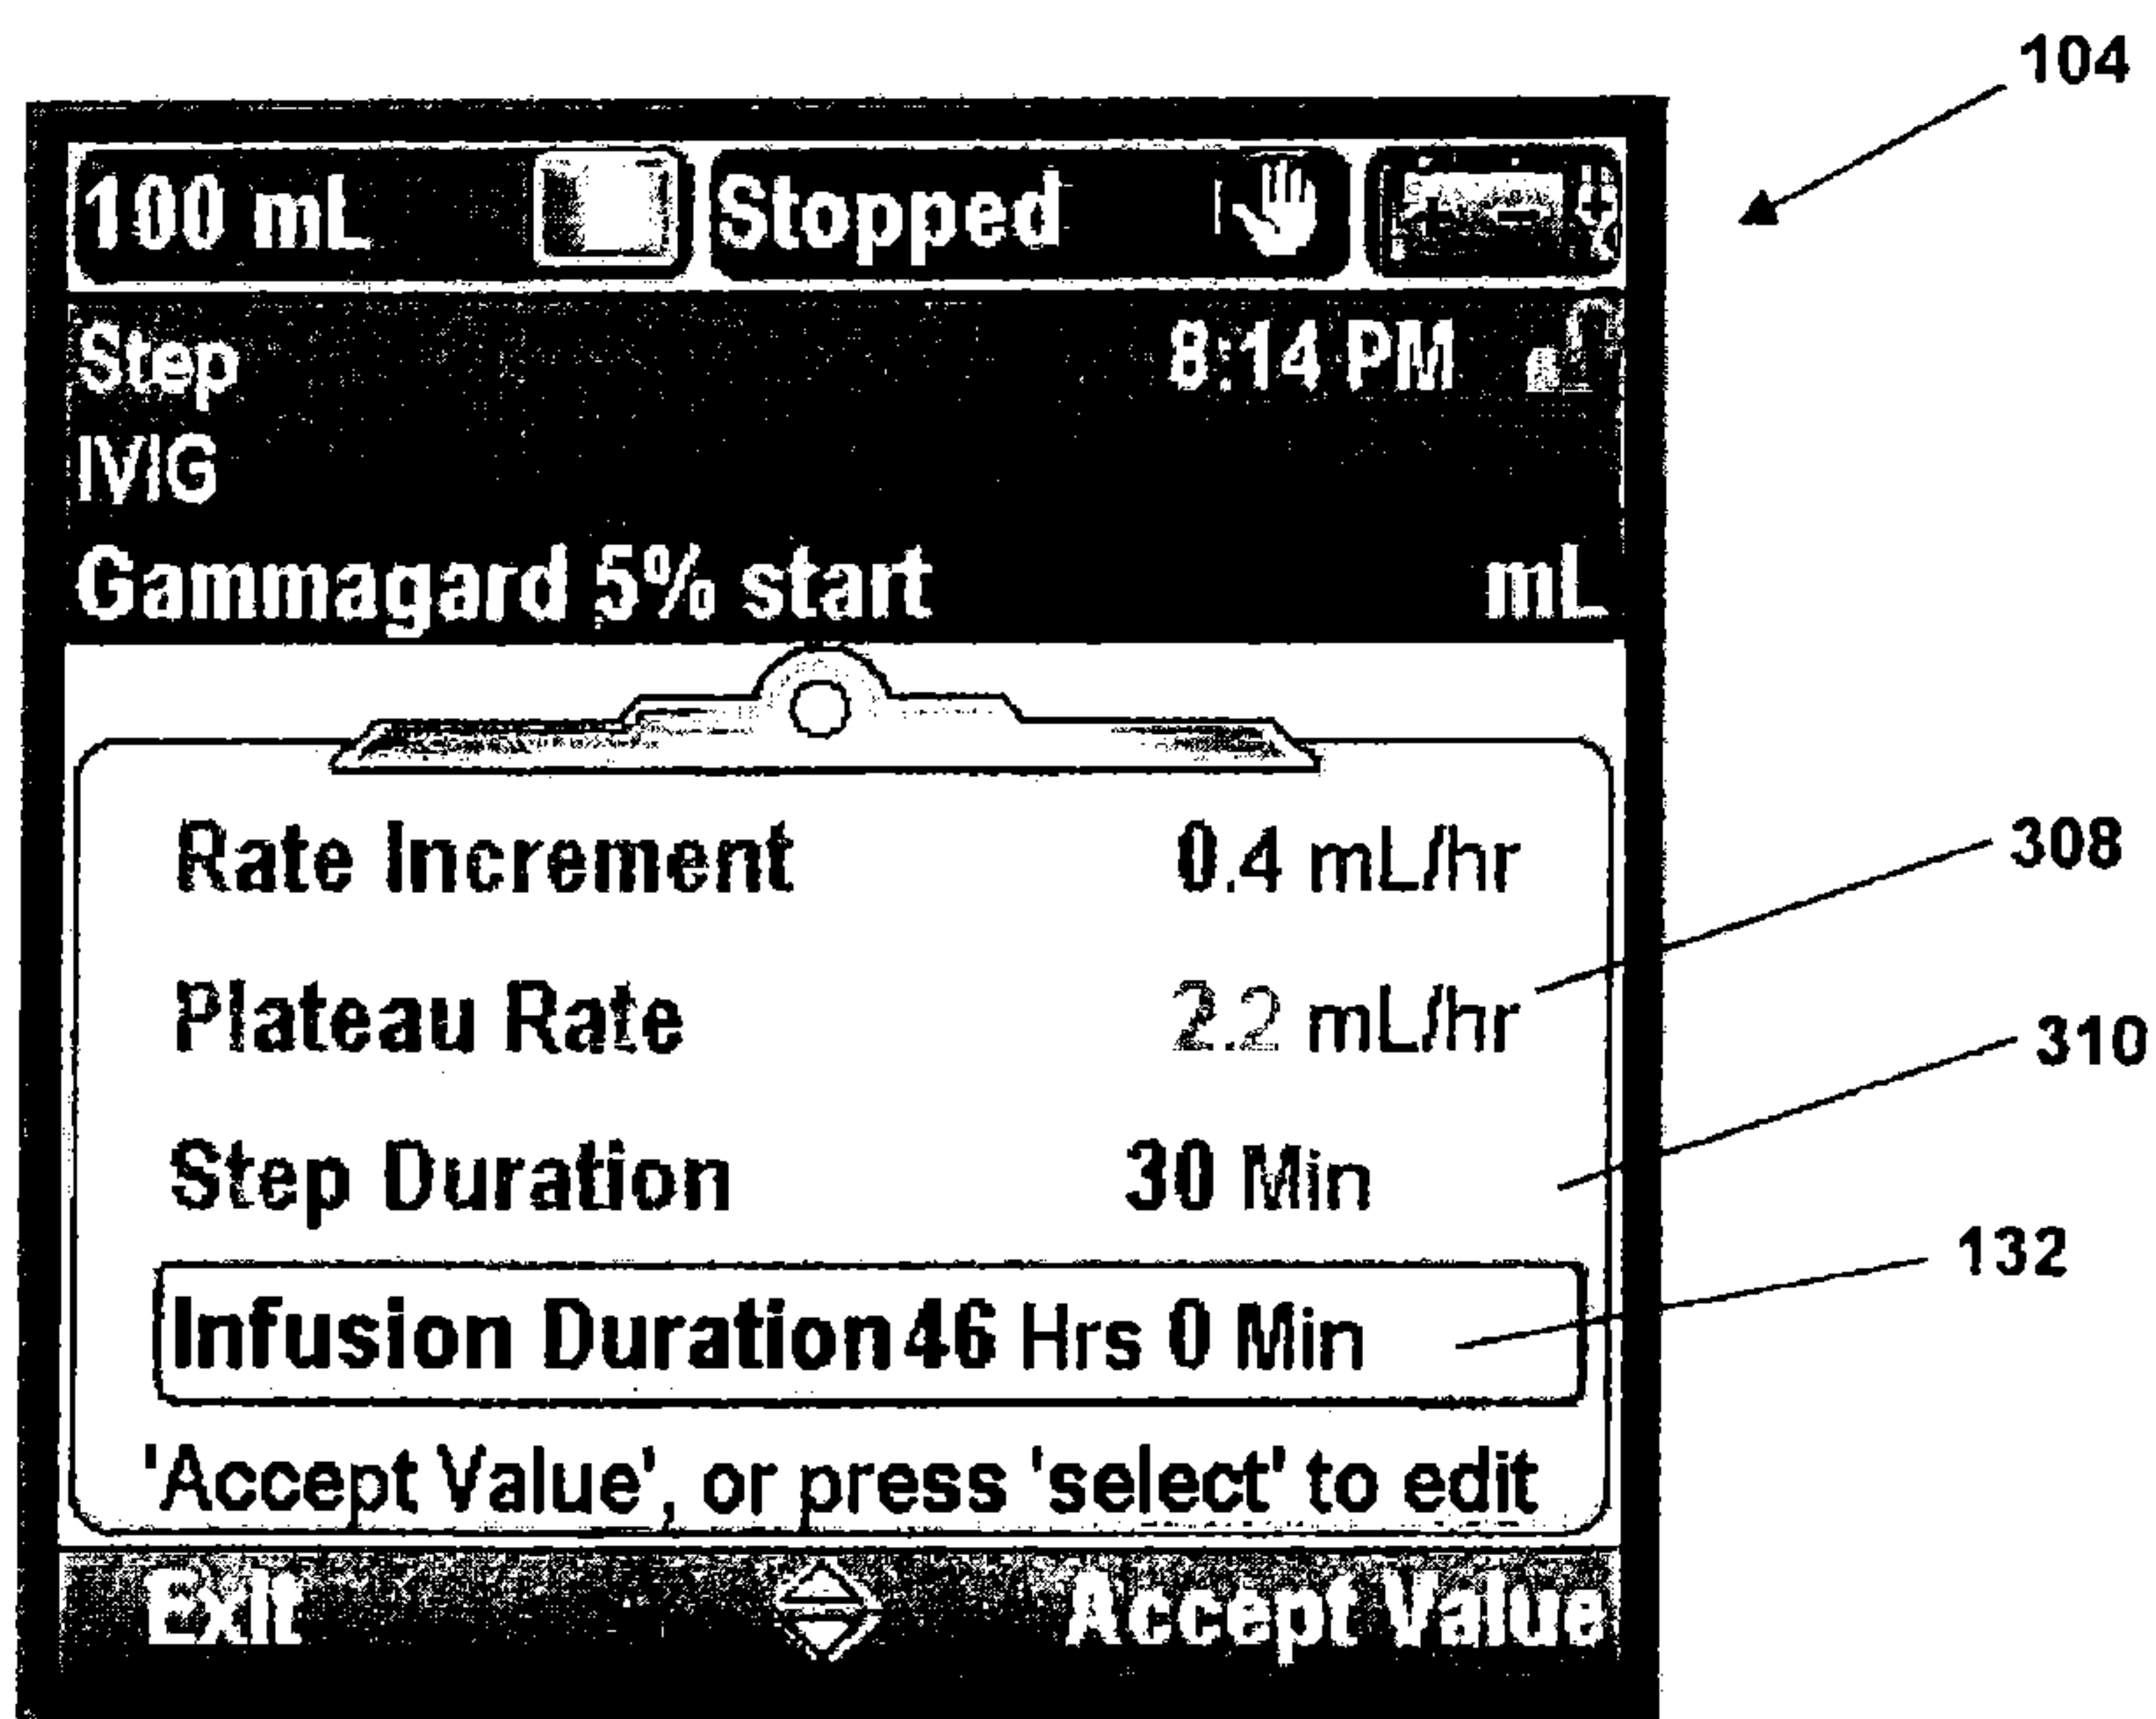 104
100 mL Stopped
Step 8:14 PM
IVIG
Gammagard 5% start mL
Rate Increment 0.4 mL/hr
308
Plateau Rate 2.2 mL/hr
310
Step Duration 30 Min
132
Infusion Duration 46 Hrs 0 Min
'Accept Value', or press 'select' to edit
Exit Accept Value